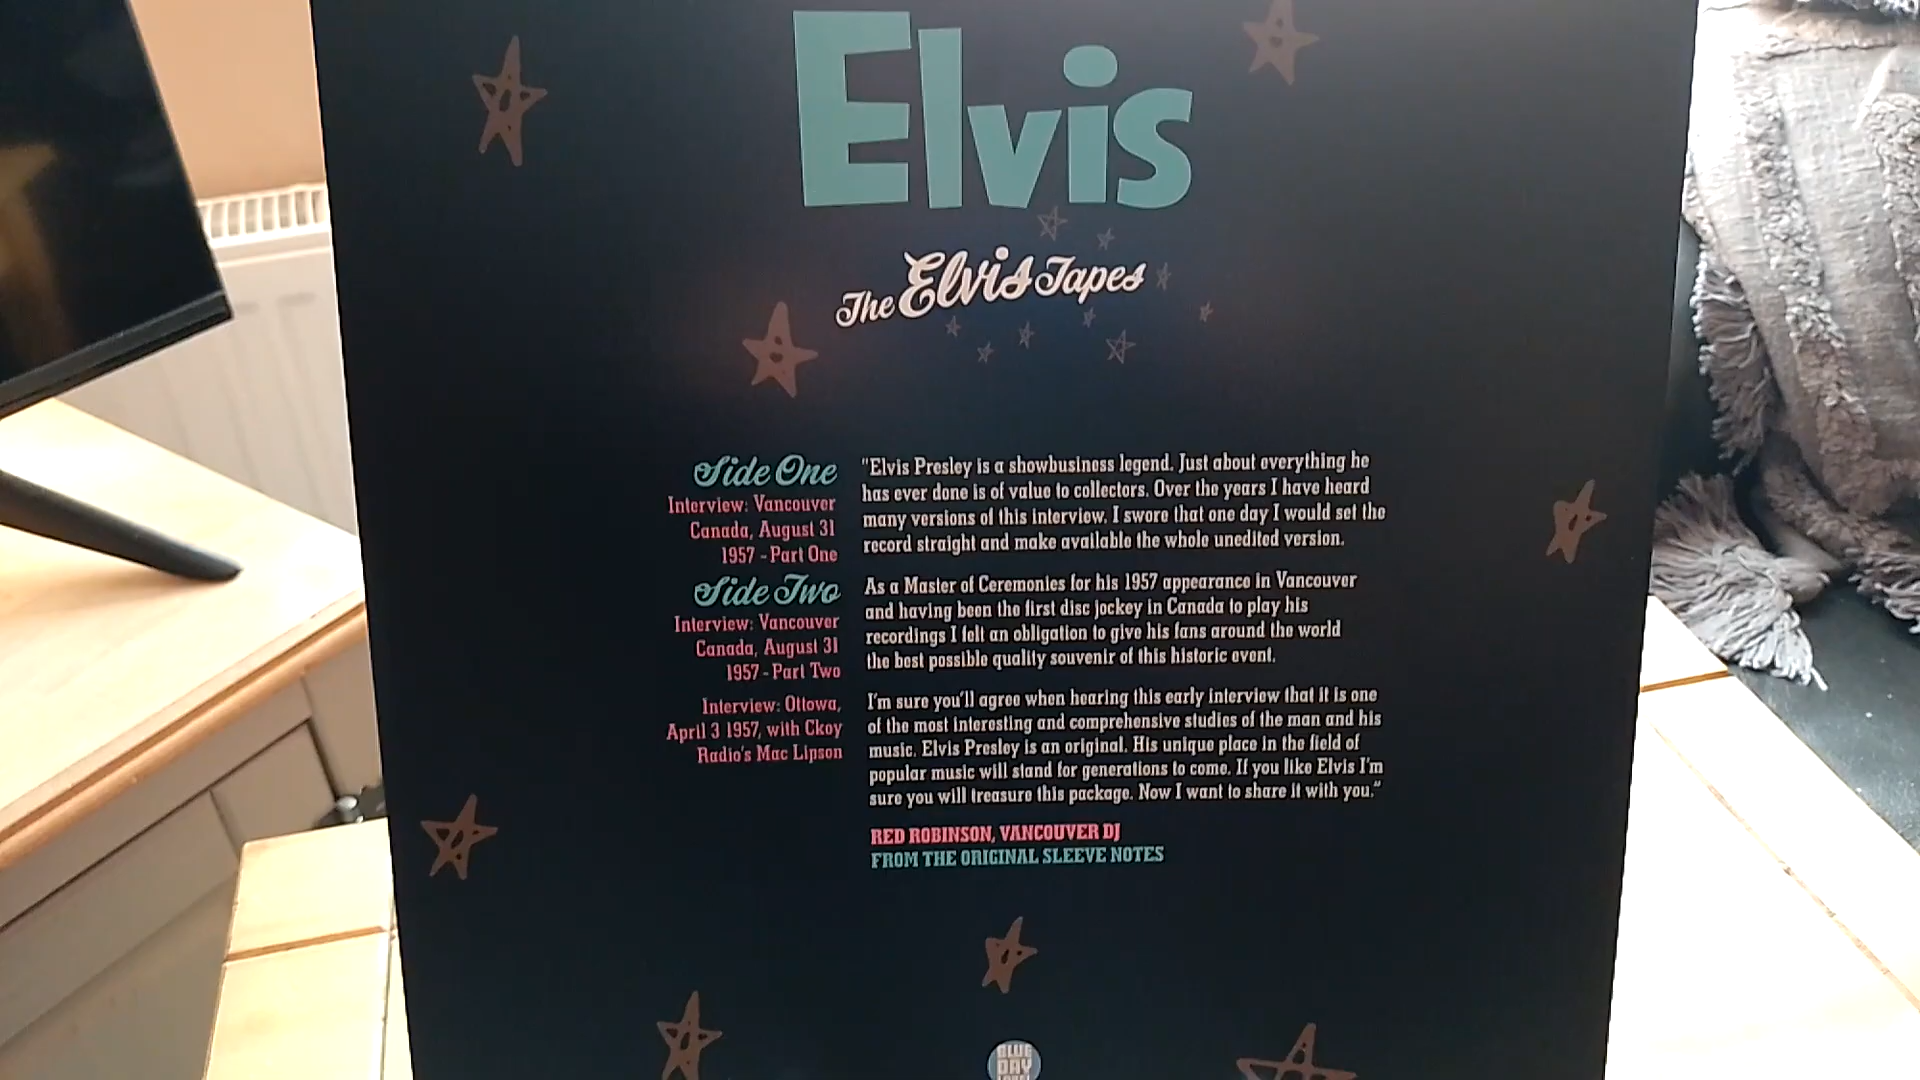 Elvis
The Elvis Tapes
Side One
Interview: Vancouver
Canada, August 31
1957 - Part One
Side Two
Interview: Vancouver
Canada, August 31
1957 - Part Two
Interview: Ottowa,
April 3 1957, with Ckoy
Radio's Mac Lipson
"Elvis Presley is a showbusiness legend. Just about everything he
has ever done is of value to collectors. Over the years I have heard
many versions of this interview. I swore that one day I would set the
record straight and make available the whole unedited version.
As a Master of Ceremonies for his 1957 appearance in Vancouver
and having been the first disc jockey in Canada to play his
recordings I felt an obligation to give his fans around the world
the best possible quality souvenir of this historic event.
I'm sure you'll agree when hearing this early interview that it is one
of the most interesting and comprehensive studies of the man and his
music. Elvis Presley is an original. His unique place in the field of
popular music will stand for generations to come. If you like Elvis I'm
sure you will treasure this package. Now I want to share it with you."
RED ROBINSON, VANCOUVER DJ
FROM THE ORIGINAL SLEEVE NOTES
BLUE
DAY